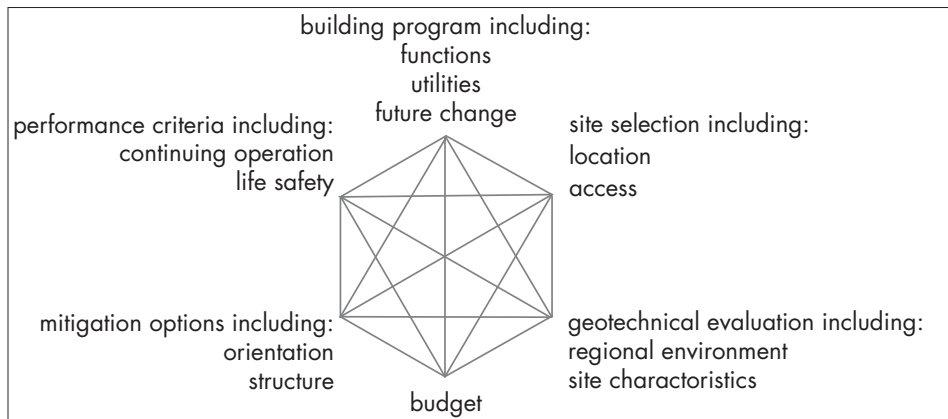 building program including:
functions
utilities
future change
performance criteria including:
continuing operation
life safety
site selection including:
location
access
mitigation options including:
orientation
structure
geotechnical evaluation including:
regional environment
site charactoristics
budget